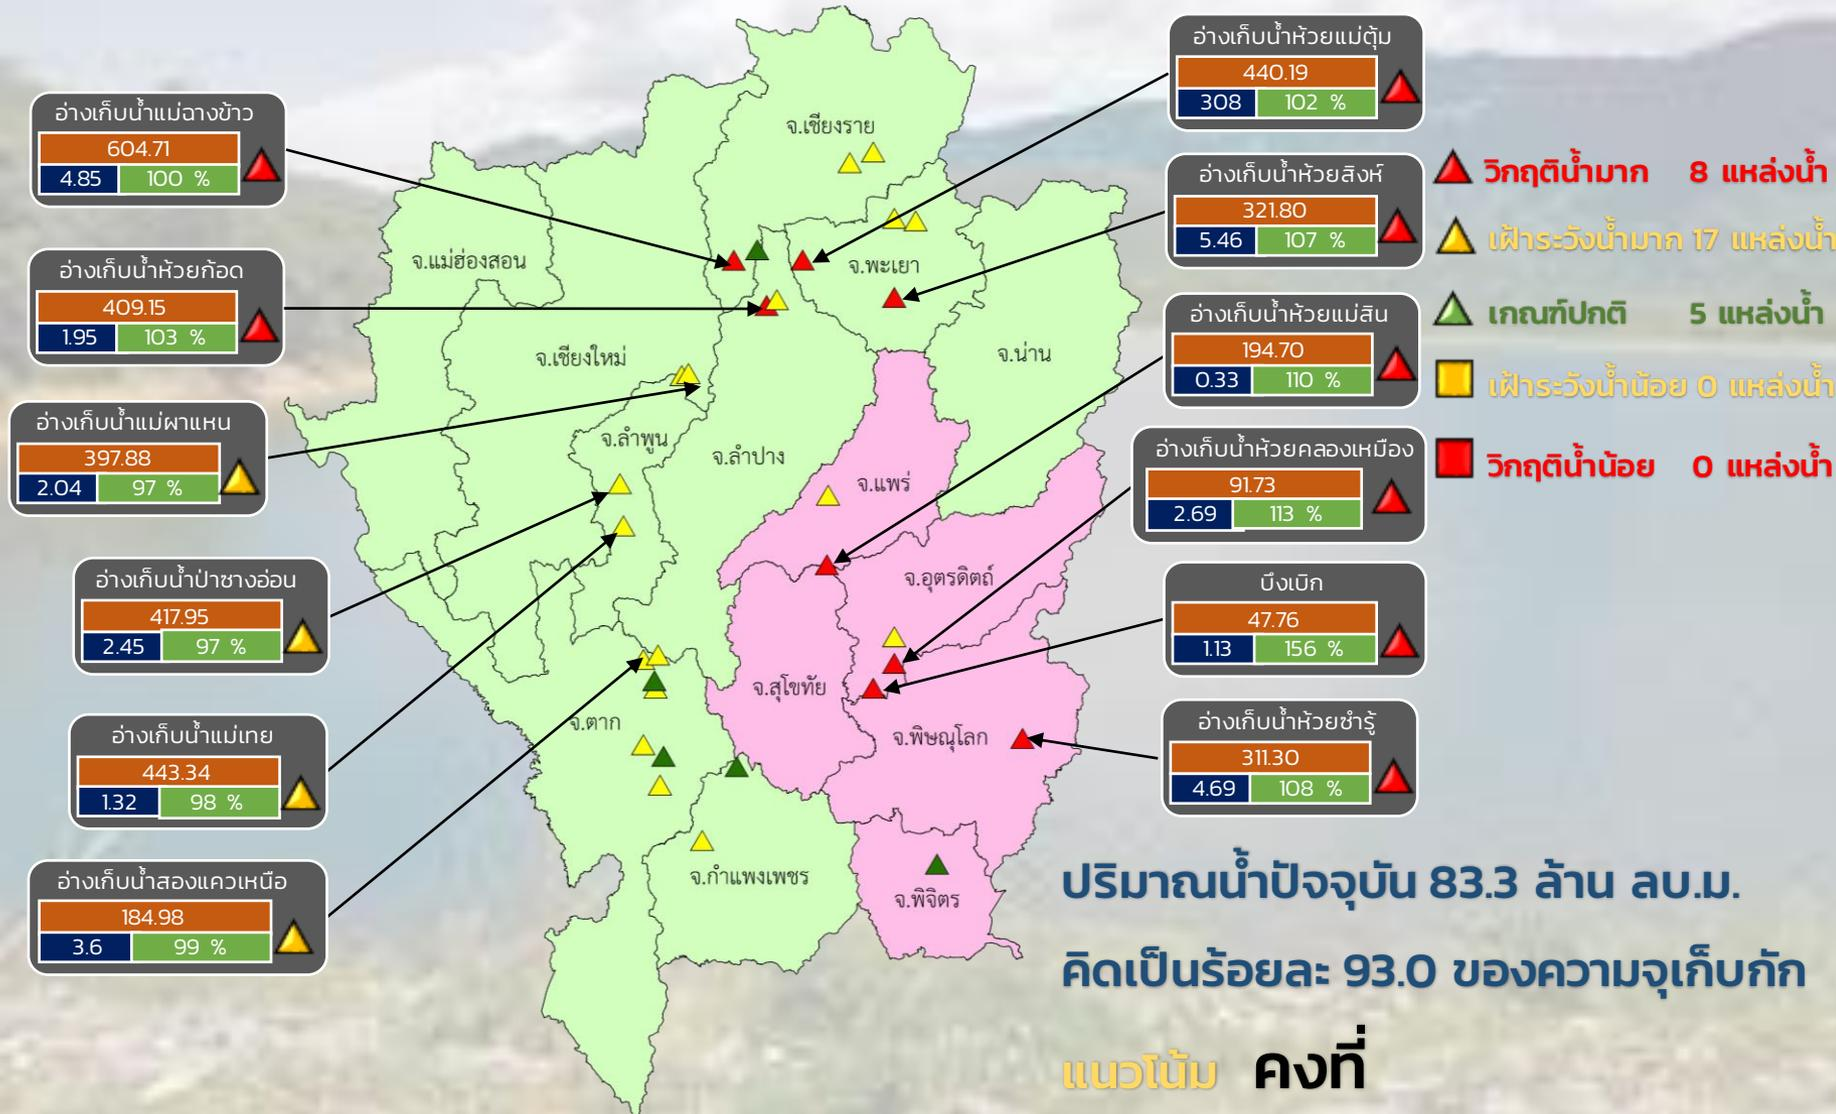 อ่างเก็บน้ำแม่ฉางข้าว
604.71
4.85 100 %
อ่างเก็บน้ำห้วยก้อด
409.15
1.95 103 %
อ่างเก็บน้ำแม่ผาแหน
397.88
2.04 97 %
อ่างเก็บน้ำป่าซางอ่อน
417.95
2.45 97 %
อ่างเก็บน้ำแม่เทย
443.34
1.32 98 %
อ่างเก็บน้ำสองแควเหนือ
184.98
3.6 99 %
จ.เชียงราย
จ.แม่ฮ่องสอน
จ.พะเยา
จ.เชียงใหม่
จ.น่าน
จ.ลำพูน
จ.ลำปาง
จ.แพร่
จ.อุตรดิตถ์
จ.สุโขทัย
จ.ตาก
จ.พิษณุโลก
จ.กำแพงเพชร
จ.พิจิตร
อ่างเก็บน้ำห้วยแม่ตุ้ม
440.19
308 102 %
อ่างเก็บน้ำห้วยสิงห์
321.80
5.46 107 %
อ่างเก็บน้ำห้วยแม่สิน
194.70
0.33 110 %
อ่างเก็บน้ำห้วยคลองเหมือง
91.73
2.69 113 %
บึงเบิก
47.76
1.13 156 %
อ่างเก็บน้ำห้วยซำรู้
311.30
4.69 108 %
วิกฤติน้ำมาก 8 แหล่งน้ำ
เฝ้าระวังน้ำมาก 17 แหล่งน้ำ
เกณฑ์ปกติ 5 แหล่งน้ำ
เฝ้าระวังน้ำน้อย 0 แหล่งน้ำ
วิกฤติน้ำน้อย 0 แหล่งน้ำ
ปริมาณน้ำปัจจุบัน 83.3 ล้าน ลบ.ม.
คิดเป็นร้อยละ 93.0 ของความจุเก็บกัก
แนวโน้ม คงที่